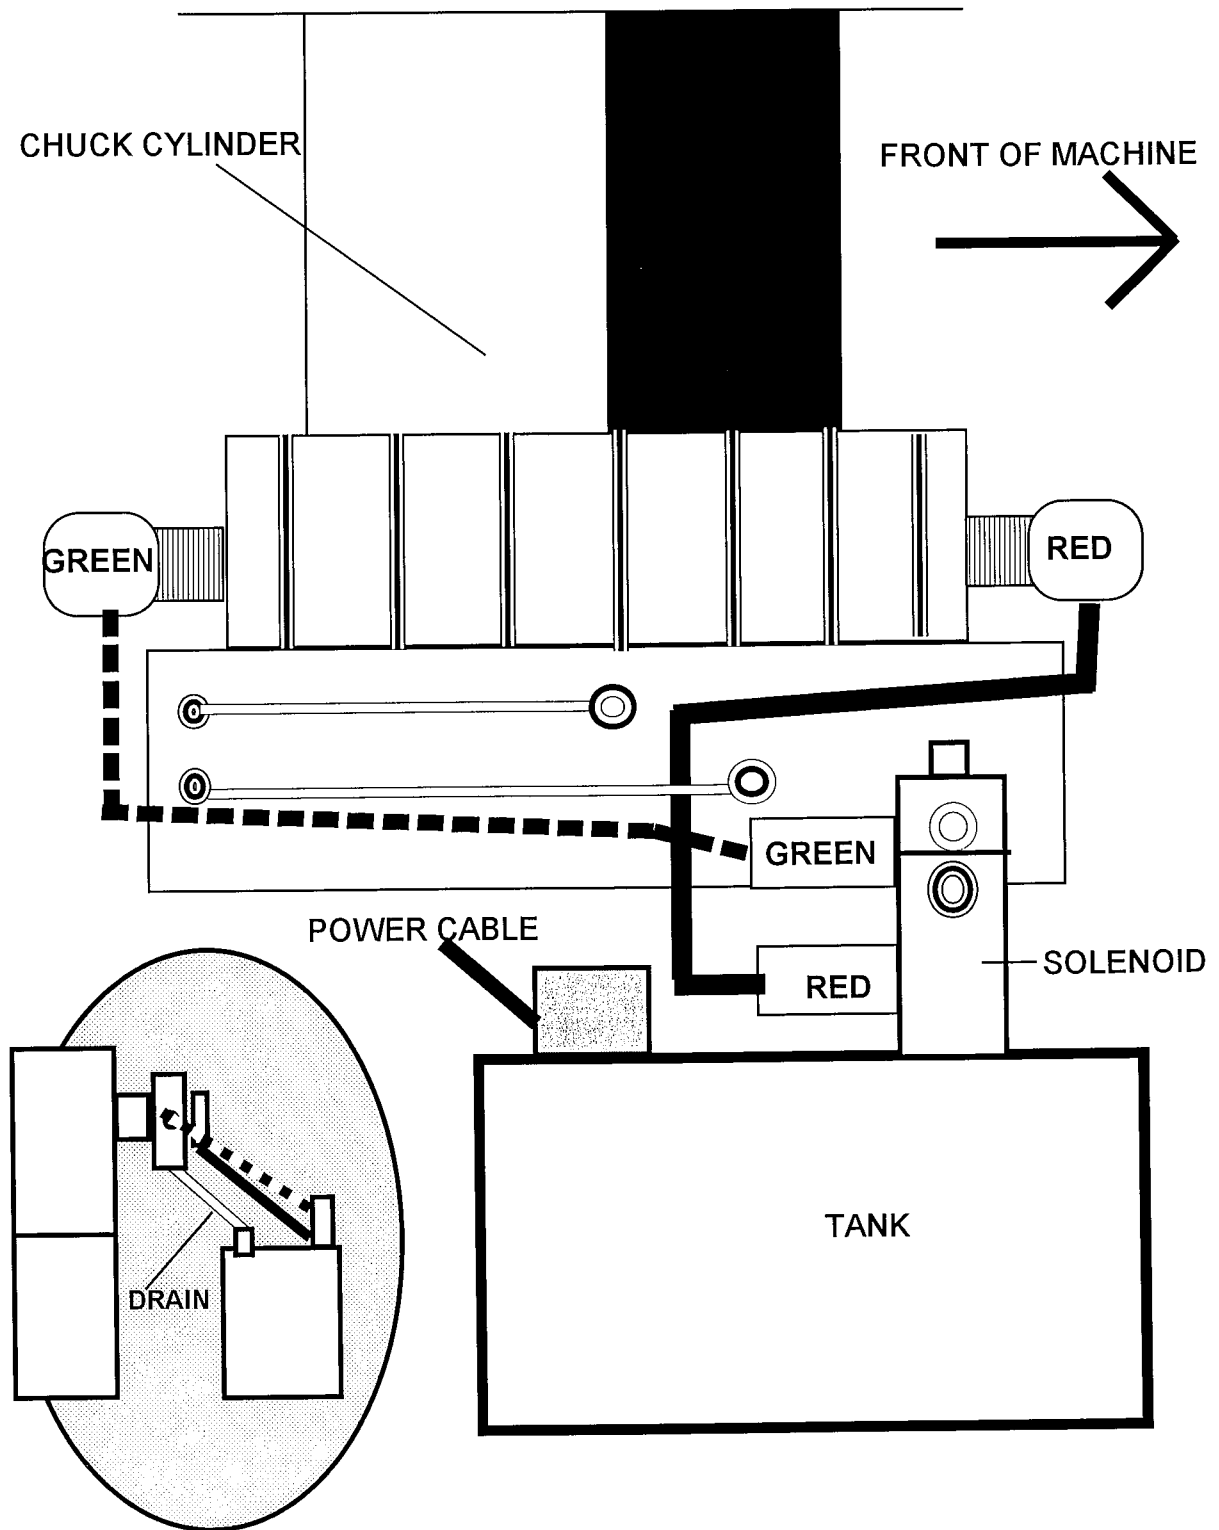 CHUCK CYLINDER
FRONT OF MACHINE
GREEN
RED
GREEN
POWER CABLE
RED
SOLENOID
TANK
DRAIN